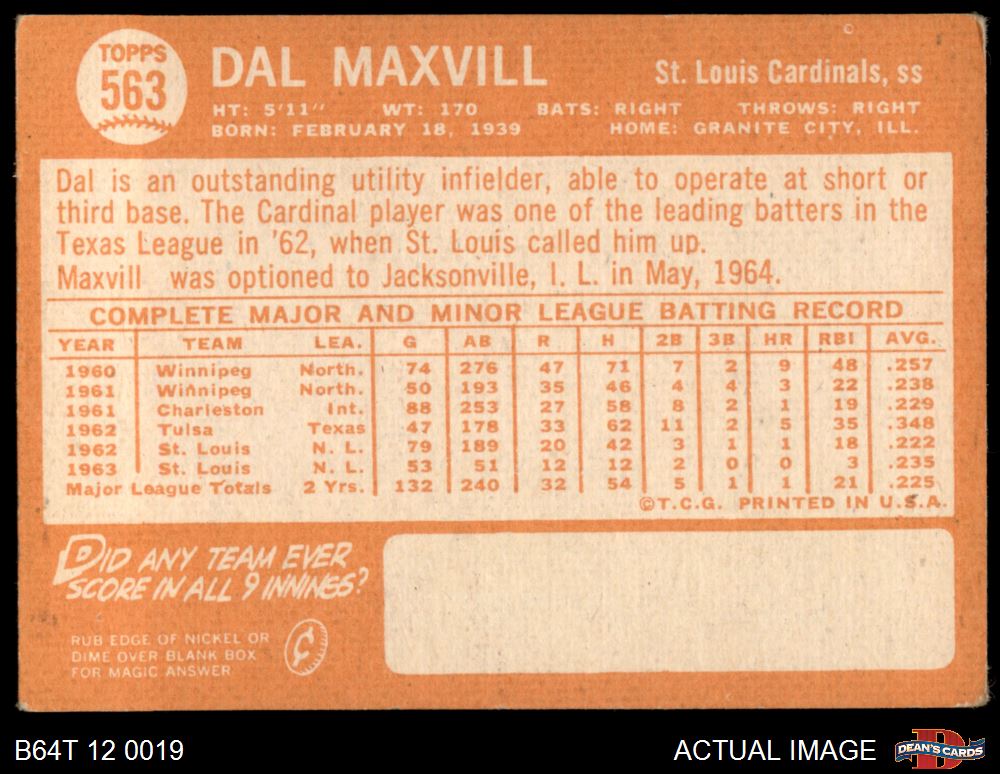 TOPPS
563
DAL MAXVILL
St. Louis Cardinals, ss
HT: 5'11" WT: 170 BATS: RIGHT THROWS: RIGHT
BORN: FEBRUARY 18, 1939 HOME: GRANITE CITY, ILL.
Dal is an outstanding utility infielder, able to operate at short or
third base. The Cardinal player was one of the leading batters in the
Texas League in '62, when St. Louis called him up.
Maxvill was optioned to Jacksonville, I. L. in May, 1964.
COMPLETE MAJOR AND MINOR LEAGUE BATTING RECORD
YEAR TEAM LEA. G AB R H 2B 3B HR RBI AVG.
1960 Winnipeg North. 74 276 47 71 7 2 9 48 .257
1961 Winnipeg North. 50 193 35 46 4 4 3 22 .238
1961 Charleston Int. 88 253 27 58 8 2 1 19 .229
1962 Tulsa Texas 47 178 33 62 11 2 5 35 .348
1962 St. Louis N. L. 79 189 20 42 3 1 1 18 .222
1963 St. Louis N. L. 53 51 12 12 2 0 0 3 .235
Major League Totals 2 Yrs. 132 240 32 54 5 1 1 21 .225
©T.C.G. PRINTED IN U.S.A.
DID ANY TEAM EVER
SCORE IN ALL 9 INNINGS?
RUB EDGE OF NICKEL OR
DIME OVER BLANK BOX
FOR MAGIC ANSWER
B64T 12 0019
ACTUAL IMAGE
DEAN'S CARDS